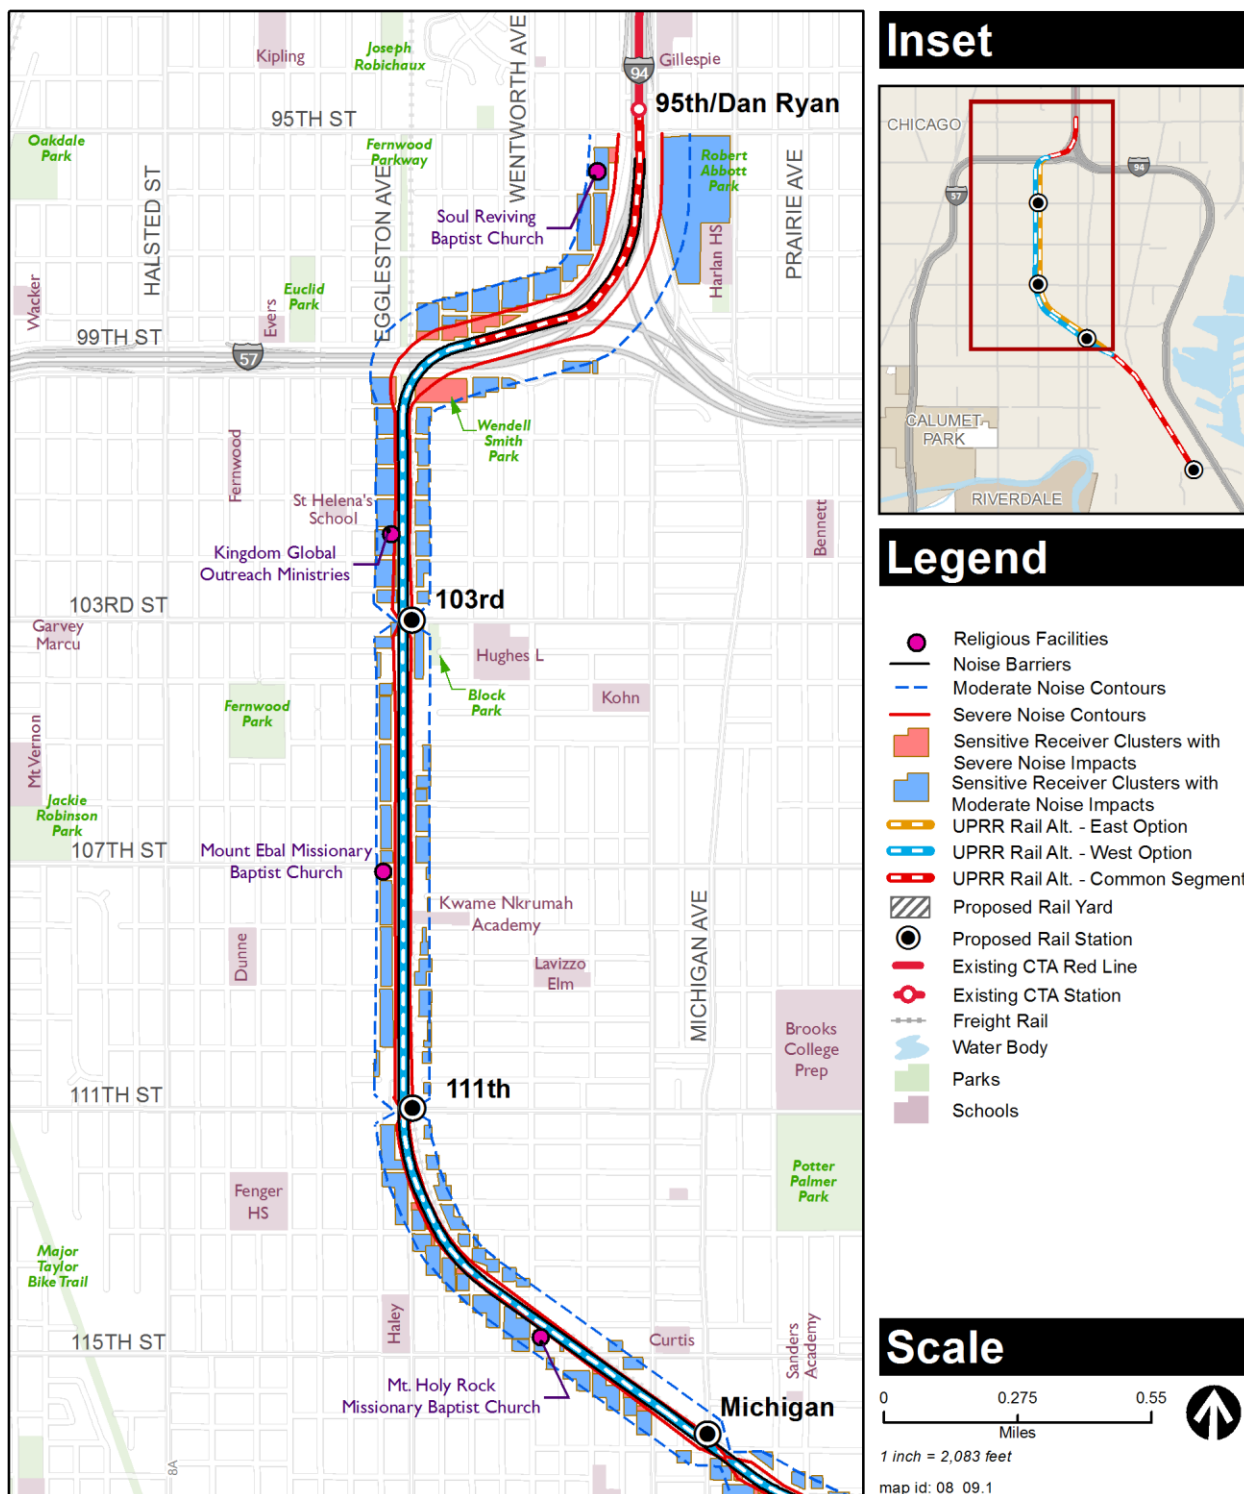 Kipling
Joseph
Robichaux
WENTWORTH AVE
94
Gillespie
95th/Dan Ryan
95TH ST
Oakdale
Park
Fernwood
Parkway
Robert
Abbott
Park
HALSTED ST
EGGLESTON AVE
PRAIRIE AVE
Soul Reviving
Baptist Church
Harlan HS
Wacker
Evers
Euclid
Park
99TH ST
57
Wendell
Smith
Park
Fernwood
St Helena's
School
Bennett
Kingdom Global
Outreach Ministries
103RD ST
103rd
Garvey
Marcu
Hughes L
Block
Park
Kohn
Fernwood
Park
Mt Vernon
Jackie
Robinson
Park
107TH ST
Mount Ebal Missionary
Baptist Church
Kwame Nkrumah
Academy
MICHIGAN AVE
Dunne
Lavizzo
Elm
Brooks
College
Prep
111TH ST
111th
Potter
Palmer
Park
Fenger
HS
Major
Taylor
Bike Trail
Haley
115TH ST
Curtis
Sanders
Academy
Mt. Holy Rock
Missionary Baptist Church
Michigan
8A
Inset
CHICAGO
57
94
CALUMET
PARK
RIVERDALE
Legend
Religious Facilities
Noise Barriers
Moderate Noise Contours
Severe Noise Contours
Sensitive Receiver Clusters with
Severe Noise Impacts
Sensitive Receiver Clusters with
Moderate Noise Impacts
UPRR Rail Alt. - East Option
UPRR Rail Alt. - West Option
UPRR Rail Alt. - Common Segment
Proposed Rail Yard
Proposed Rail Station
Existing CTA Red Line
Existing CTA Station
Freight Rail
Water Body
Parks
Schools
Scale
0 0.275 0.55
Miles
1 inch = 2,083 feet
map id: 08_09.1